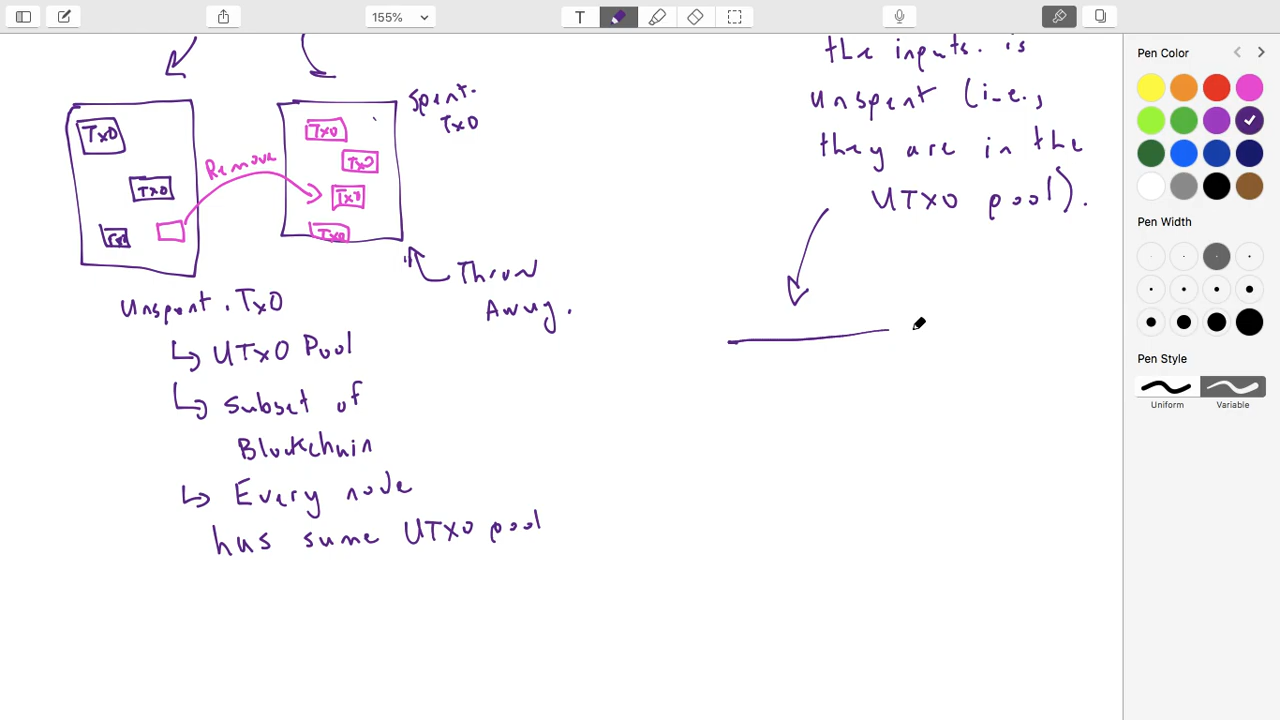 155%
T
Spent.
TxO
TxO
TxO
TxO
TxO
TxO
TxO
TxO
Remove
Throw
Away.
Unspent. TxO
↳ UTxO Pool
↳ Subset of
Blockchain
↳ Every node
has same UTXO pool
the inputs. is
unspent (i.e.,
they are in the
UTXO pool).
Pen Color
Pen Width
Pen Style
Uniform
Variable